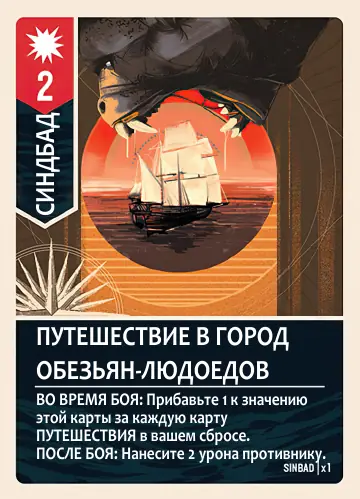 2
СИНДБАД
ПУТЕШЕСТВИЕ В ГОРОД
ОБЕЗЬЯН-ЛЮДОЕДОВ
ВО ВРЕМЯ БОЯ: Прибавьте 1 к значению
этой карты за каждую карту
ПУТЕШЕСТВИЯ в вашем сбросе.
ПОСЛЕ БОЯ: Нанесите 2 урона противнику.
SINBAD | x1